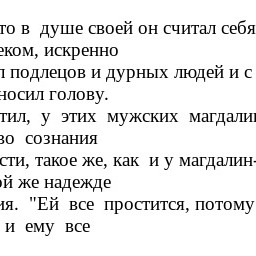 то в душе своей он считал себя
еком, искренно
л подлецов и дурных людей и с
носил голову.
тил, у этих мужских магдали
во сознания
сти, такое же, как и у магдалин-
ой же надежде
ия. "Ей все простится, потому
и ему все